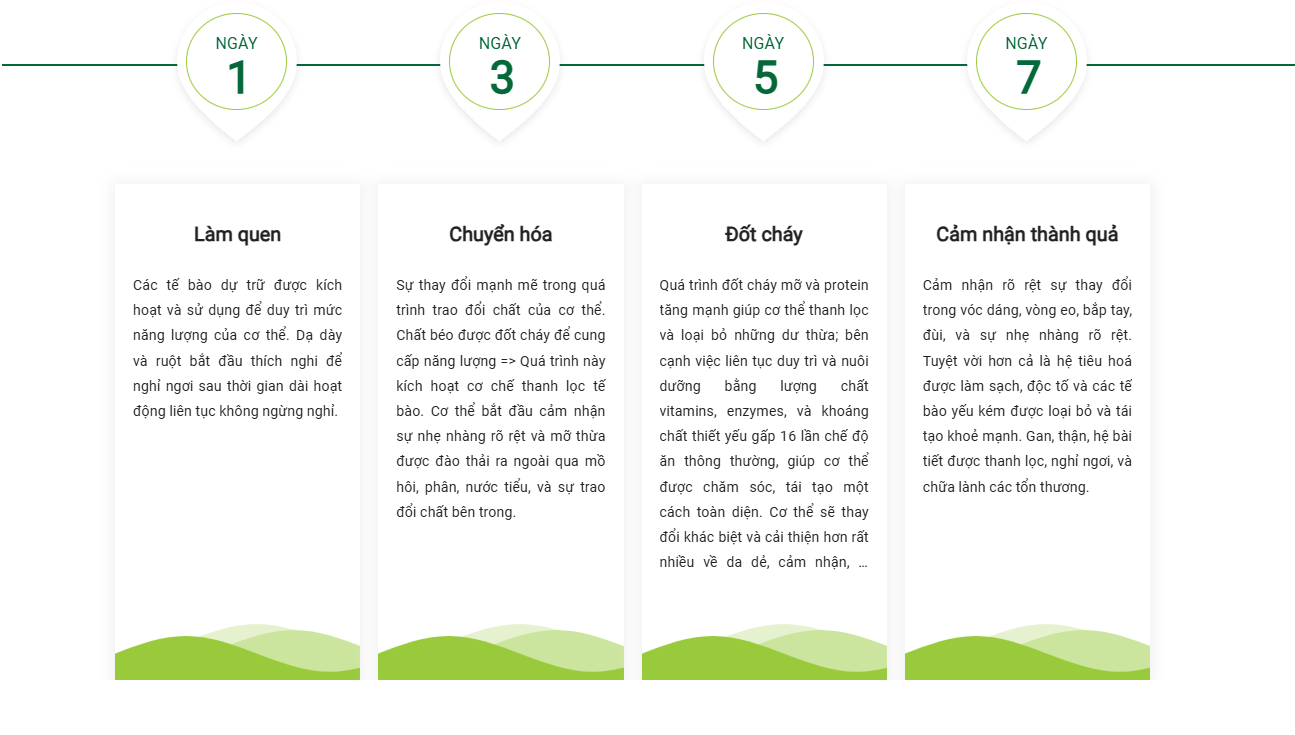 NGÀY
1
NGÀY
3
NGÀY
5
NGÀY
7
Làm quen
Các tế bào dự trữ được kích
hoạt và sử dụng để duy trì mức
năng lượng của cơ thể. Dạ dày
và ruột bắt đầu thích nghi để
nghỉ ngơi sau thời gian dài hoạt
động liên tục không ngừng nghỉ.
Chuyển hóa
Sự thay đổi mạnh mẽ trong quá
trình trao đổi chất của cơ thể.
Chất béo được đốt cháy để cung
cấp năng lượng => Quá trình này
kích hoạt cơ chế thanh lọc tế
bào. Cơ thể bắt đầu cảm nhận
sự nhẹ nhàng rõ rệt và mỡ thừa
được đào thải ra ngoài qua mồ
hôi, phân, nước tiểu, và sự trao
đổi chất bên trong.
Đốt cháy
Quá trình đốt cháy mỡ và protein
tăng mạnh giúp cơ thể thanh lọc
và loại bỏ những dư thừa; bên
cạnh việc liên tục duy trì và nuôi
dưỡng bằng lượng chất
vitamins, enzymes, và khoáng
chất thiết yếu gấp 16 lần chế độ
ăn thông thường, giúp cơ thể
được chăm sóc, tái tạo một
cách toàn diện. Cơ thể sẽ thay
đổi khác biệt và cải thiện hơn rất
nhiều về da dẻ, cảm nhận, ...
Cảm nhận thành quả
Cảm nhận rõ rệt sự thay đổi
trong vóc dáng, vòng eo, bắp tay,
đùi, và sự nhẹ nhàng rõ rệt.
Tuyệt vời hơn cả là hệ tiêu hoá
được làm sạch, độc tố và các tế
bào yếu kém được loại bỏ và tái
tạo khoẻ mạnh. Gan, thận, hệ bài
tiết được thanh lọc, nghỉ ngơi, và
chữa lành các tổn thương.